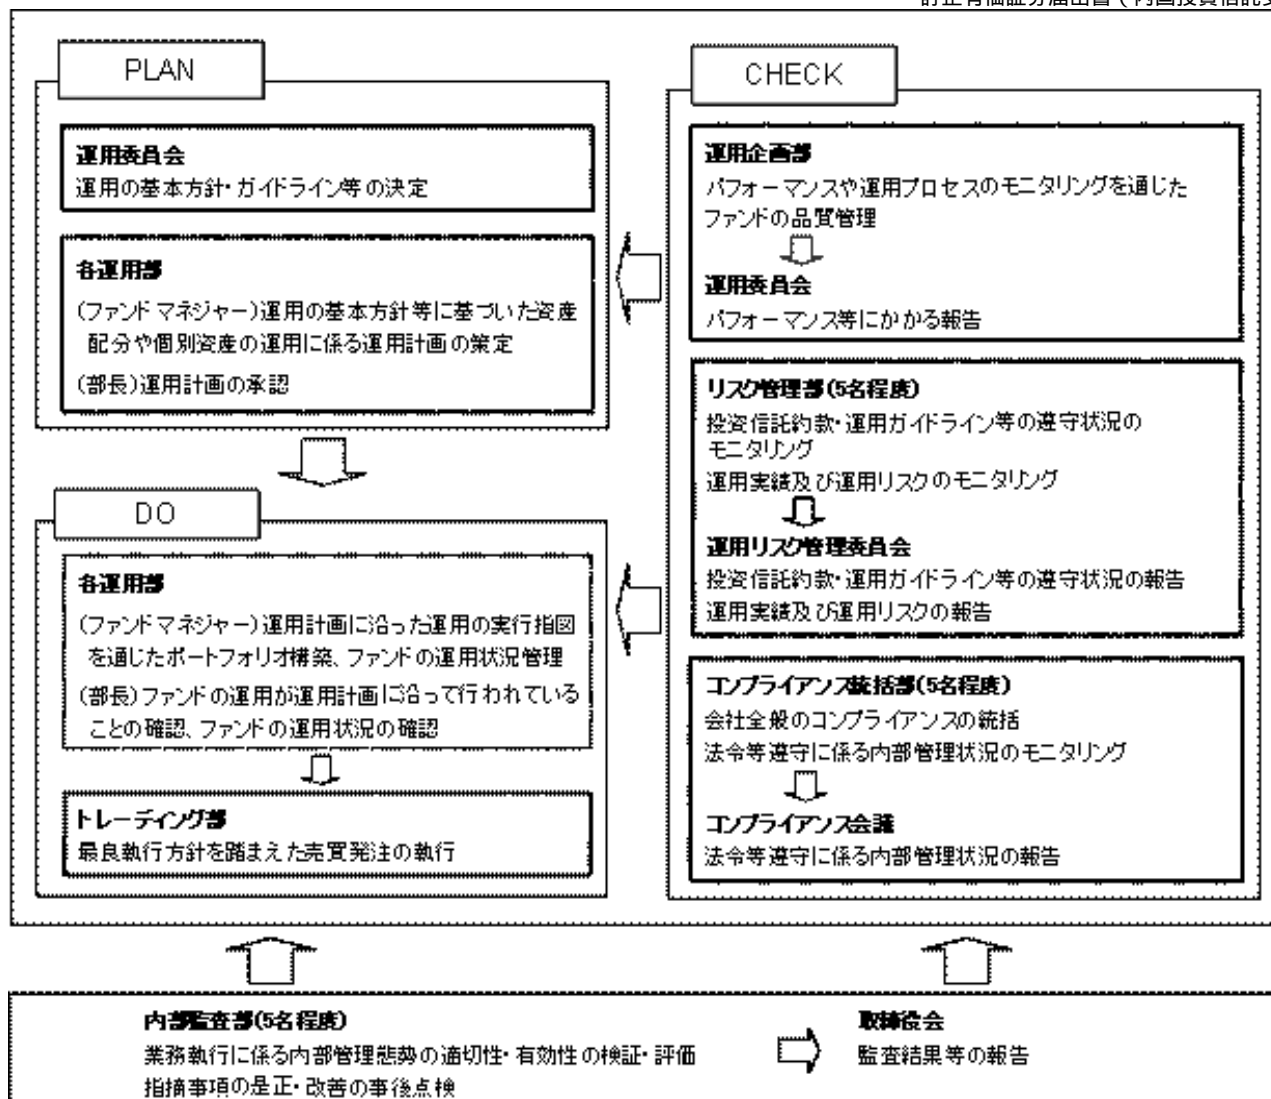 PLAN
運用委員会
運用の基本方針・ガイドライン等の決定
各運用部
(ファンドマネジャー)運用の基本方針等に基づいた資産
配分や個別資産の運用に係る運用計画の策定
(部長)運用計画の承認
DO
各運用部
(ファンドマネジャー)運用計画に沿った運用の実行指図
を通じたポートフォリオ構築、ファンドの運用状況管理
(部長)ファンドの運用が運用計画に沿って行われている
ことの確認、ファンドの運用状況の確認
トレーディング部
最良執行方針を踏まえた売買発注の執行
CHECK
運用企画部
パフォーマンスや運用プロセスのモニタリングを通じた
ファンドの品質管理
運用委員会
パフォーマンス等にかかる報告
リスク管理部(5名程度)
投資信託約款・運用ガイドライン等の遵守状況の
モニタリング
運用実績及び運用リスクのモニタリング
運用リスク管理委員会
投資信託約款・運用ガイドライン等の遵守状況の報告
運用実績及び運用リスクの報告
コンプライアンス統括部(5名程度)
会社全般のコンプライアンスの統括
法令等遵守に係る内部管理状況のモニタリング
コンプライアンス会議
法令等遵守に係る内部管理状況の報告
内部監査部(5名程度)
業務執行に係る内部管理態勢の適切性・有効性の検証・評価
指摘事項の是正・改善の事後点検
取締役会
監査結果等の報告